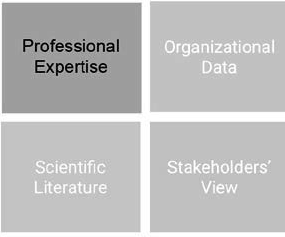 Professional
Expertise
Organizational
Data
Scientific
Literature
Stakeholders’
View